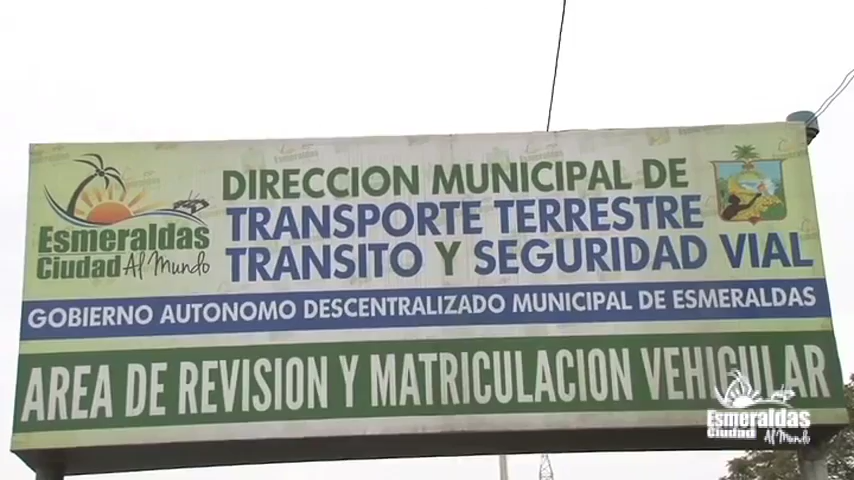 DIRECCION MUNICIPAL DE
TRANSPORTE TERRESTRE
TRANSITO Y SEGURIDAD VIAL
Esmeraldas
Ciudad Al Mundo
GOBIERNO AUTONOMO DESCENTRALIZADO MUNICIPAL DE ESMERALDAS
AREA DE REVISION Y MATRICULACION VEHICULAR
Esmeraldas
Ciudad Al Mundo